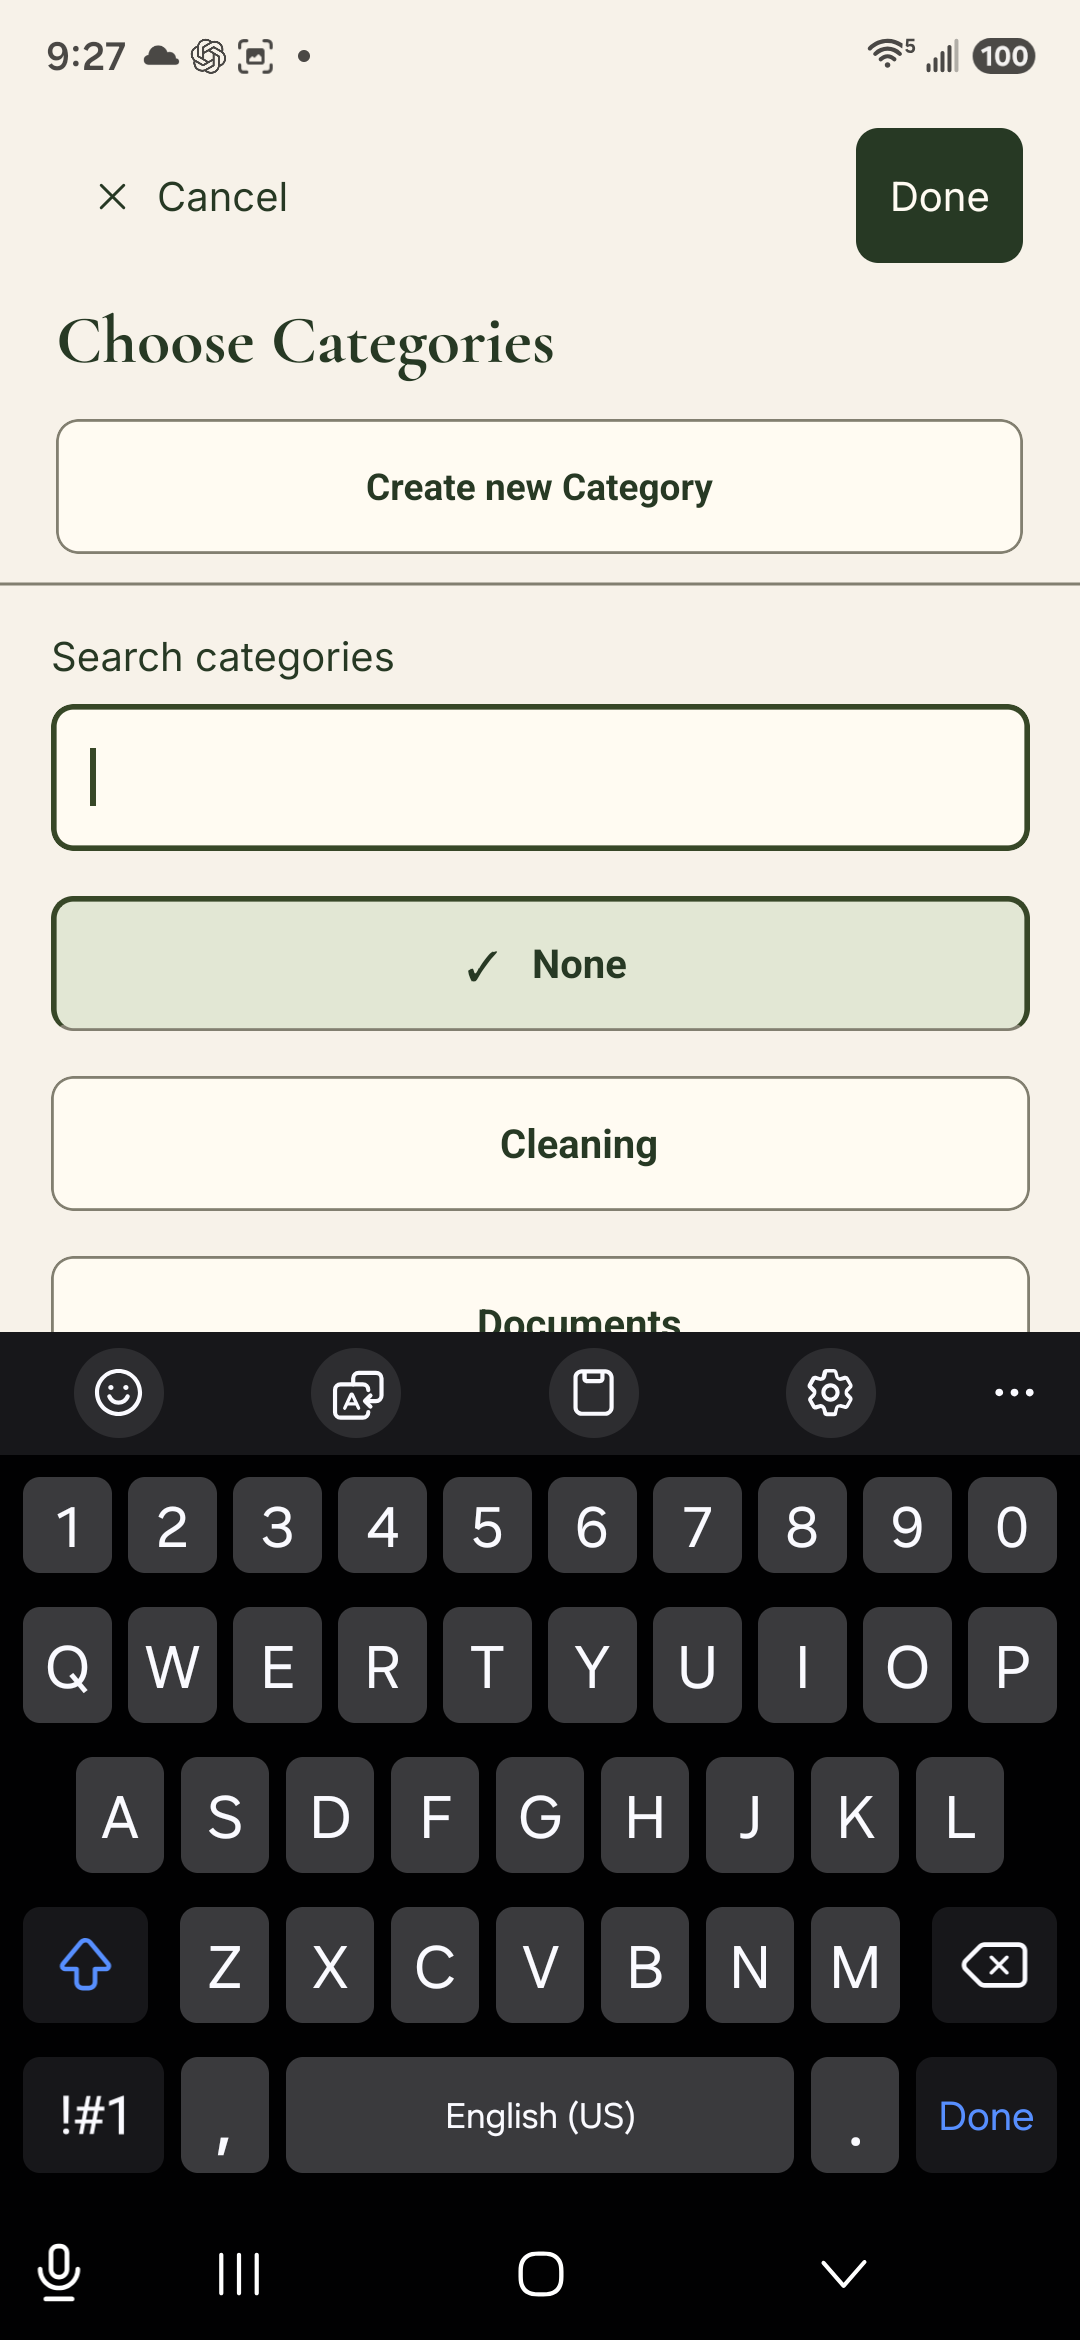 9:27
5
100
Cancel
Done
Choose Categories
Create new Category
Search categories
✓ None
Cleaning
Documents
1 2 3 4 5 6 7 8 9 0
Q W E R T Y U I O P
A S D F G H J K L
Z X C V B N M
!#1 , English (US) . Done